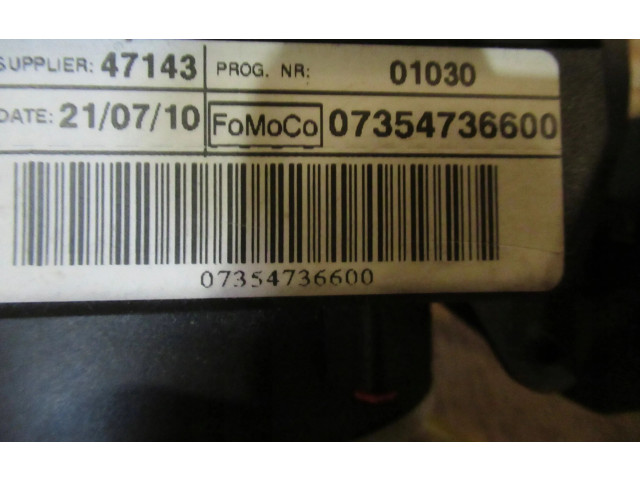 SUPPLIER: 47143 PROG. NR: 01030
DATE: 21/07/10 FoMoCo 07354736600
07354736600